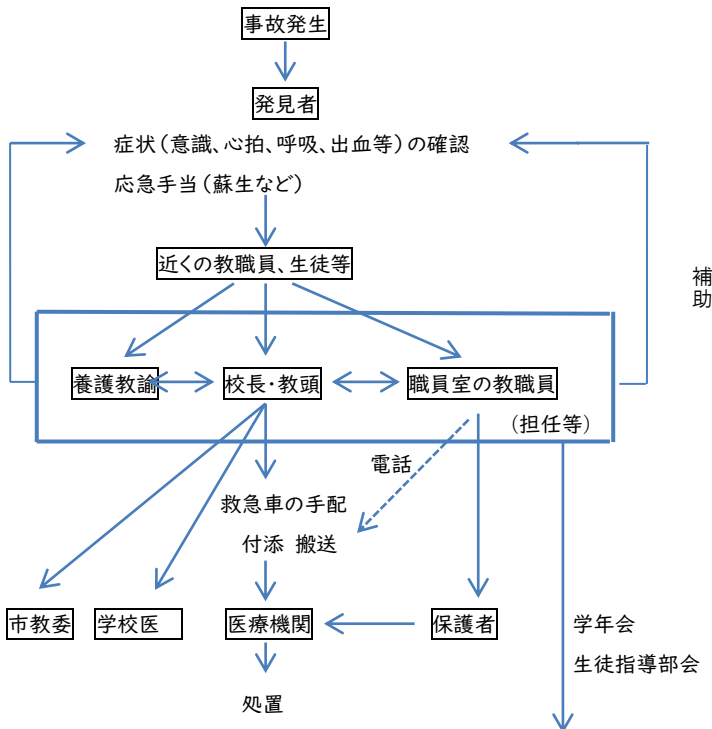 事故発生
発見者
症状（意識、心拍、呼吸、出血等）の確認
応急手当（蘇生など）
近くの教職員、生徒等
補助
養護教諭
校長・教頭
職員室の教職員
（担任等）
電話
救急車の手配
付添 搬送
市教委
学校医
医療機関
保護者
学年会
生徒指導部会
処置